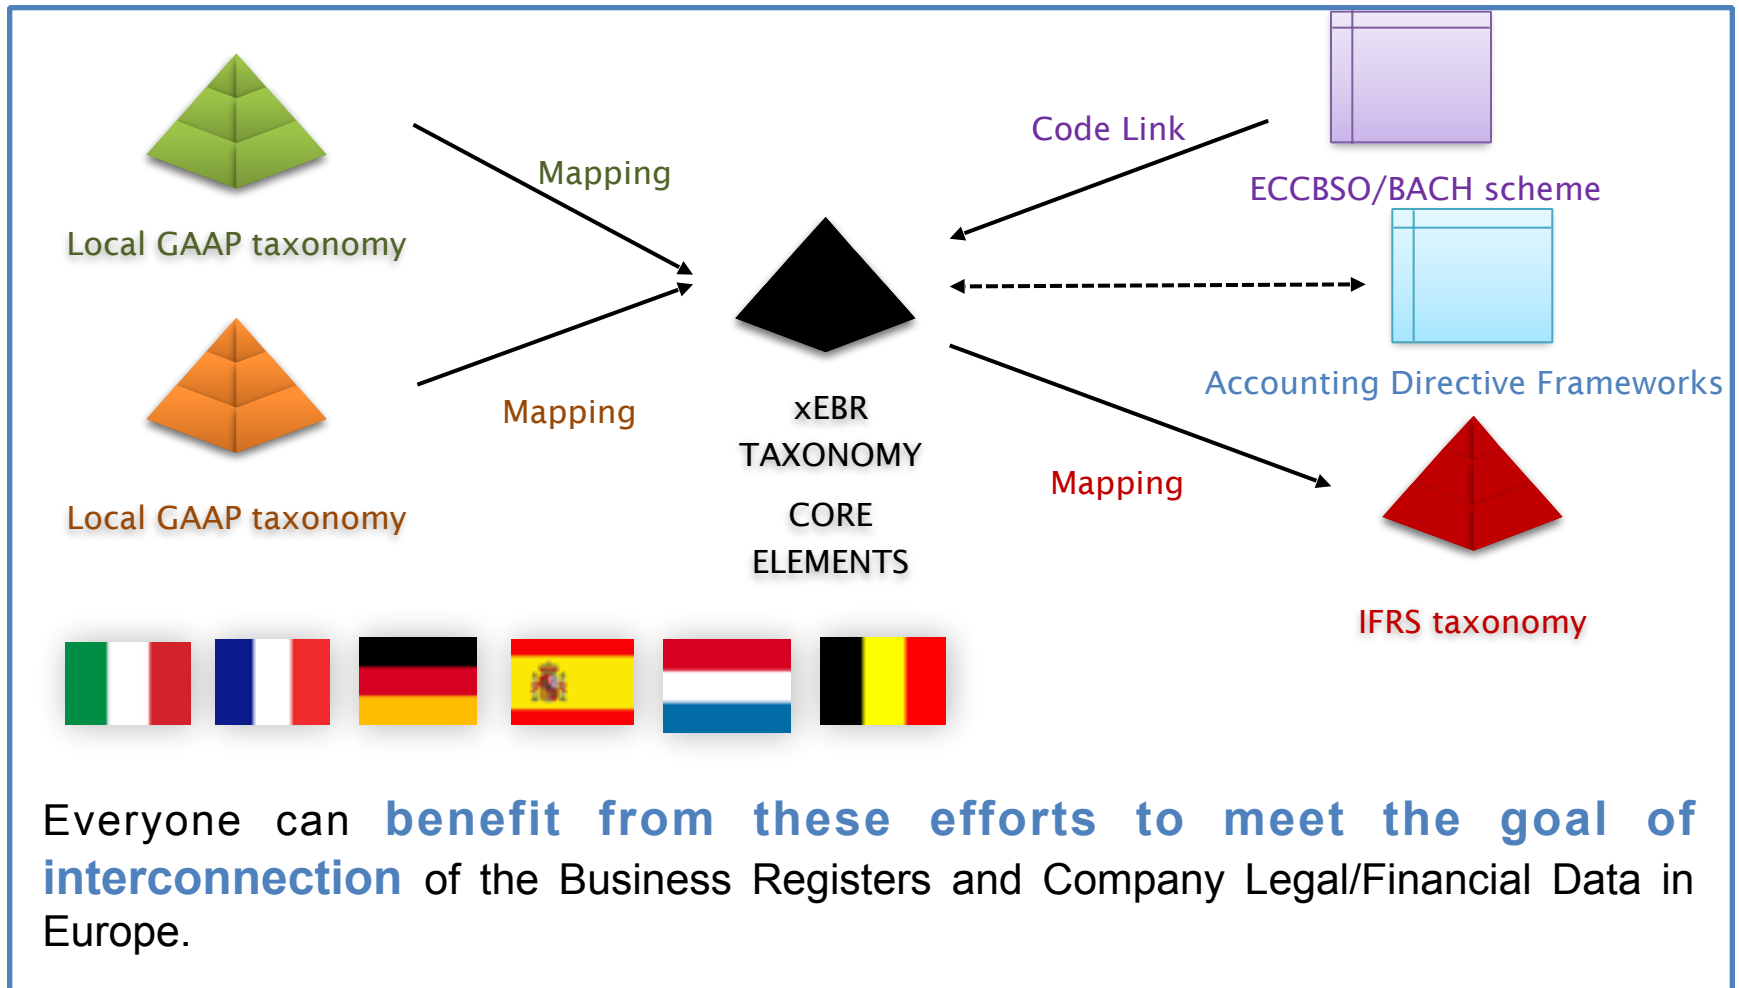 Code Link
Mapping
ECCBSO/BACH scheme
Local GAAP taxonomy
Accounting Directive Frameworks
Mapping
xEBR
TAXONOMY
CORE
ELEMENTS
Mapping
Local GAAP taxonomy
IFRS taxonomy
Everyone can benefit from these efforts to meet the goal of
interconnection of the Business Registers and Company Legal/Financial Data in
Europe.